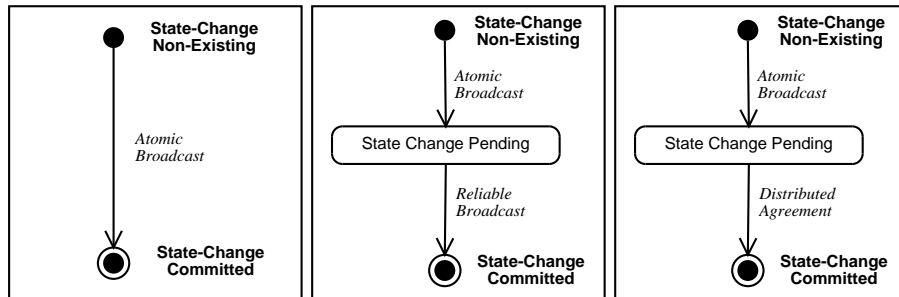 State-Change
Non-Existing
Atomic
Broadcast
State-Change
Committed
State-Change
Non-Existing
Atomic
Broadcast
State Change Pending
Reliable
Broadcast
State-Change
Committed
State-Change
Non-Existing
Atomic
Broadcast
State Change Pending
Distributed
Agreement
State-Change
Committed